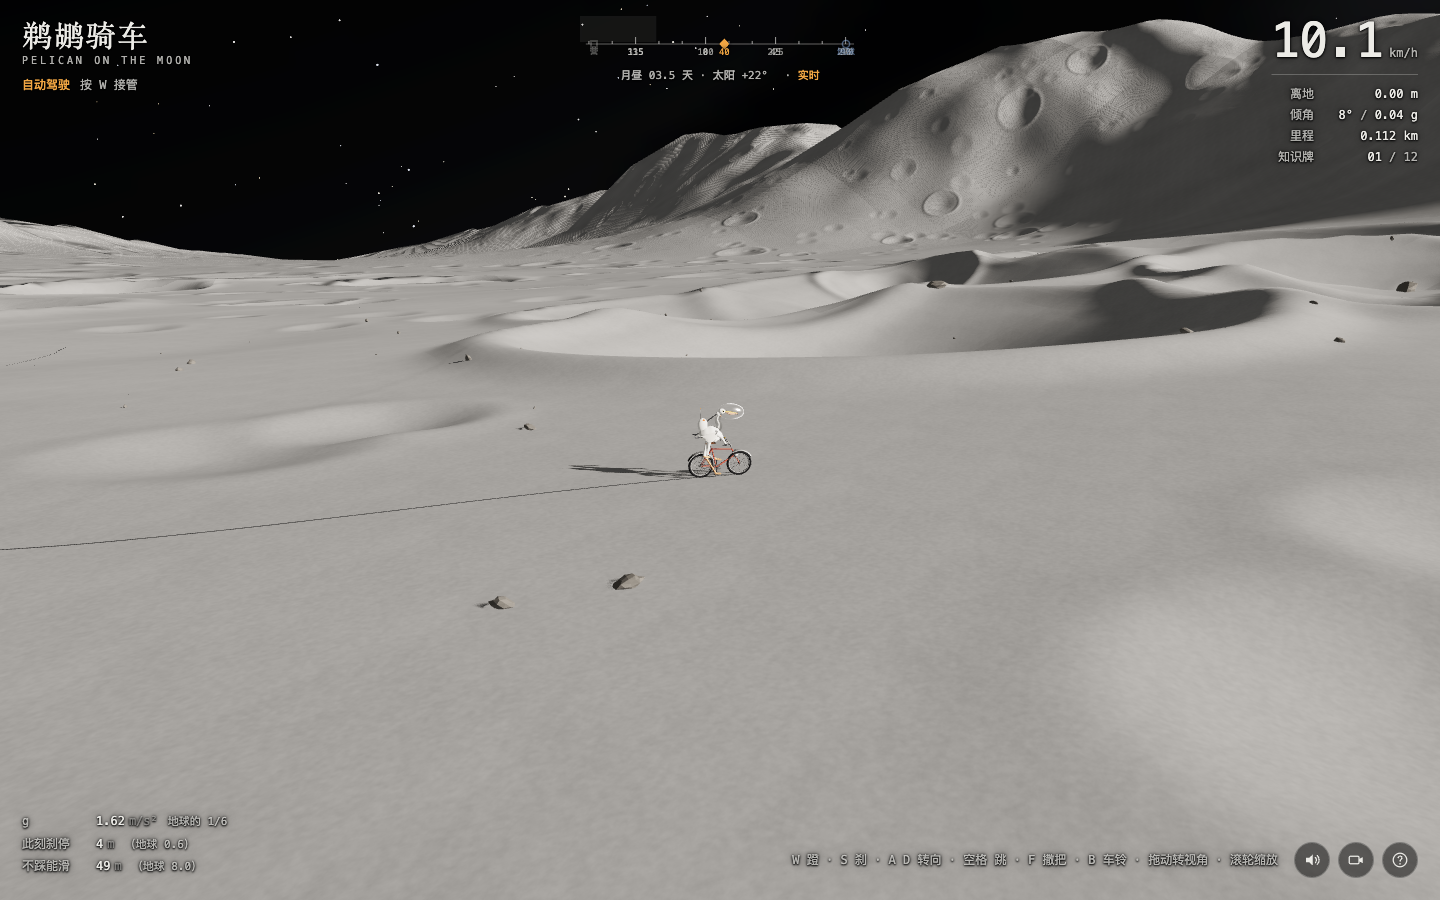 鹈鹕骑车
PELICAN ON THE MOON
自动驾驶 按 W 接管
135 180 40 225
月昼 03.5 天 · 太阳 +22° · 实时
10.1 km/h
离地 0.00 m
倾角 8° / 0.04 g
里程 0.112 km
知识牌 01 / 12
g 1.62 m/s² 地球的 1/6
此刻刹停 4 m (地球 0.6)
不踩能滑 49 m (地球 8.0)
W 蹬 · S 刹 · A D 转向 · 空格 跳 · F 撒把 · B 车铃 · 拖动转视角 · 滚轮缩放